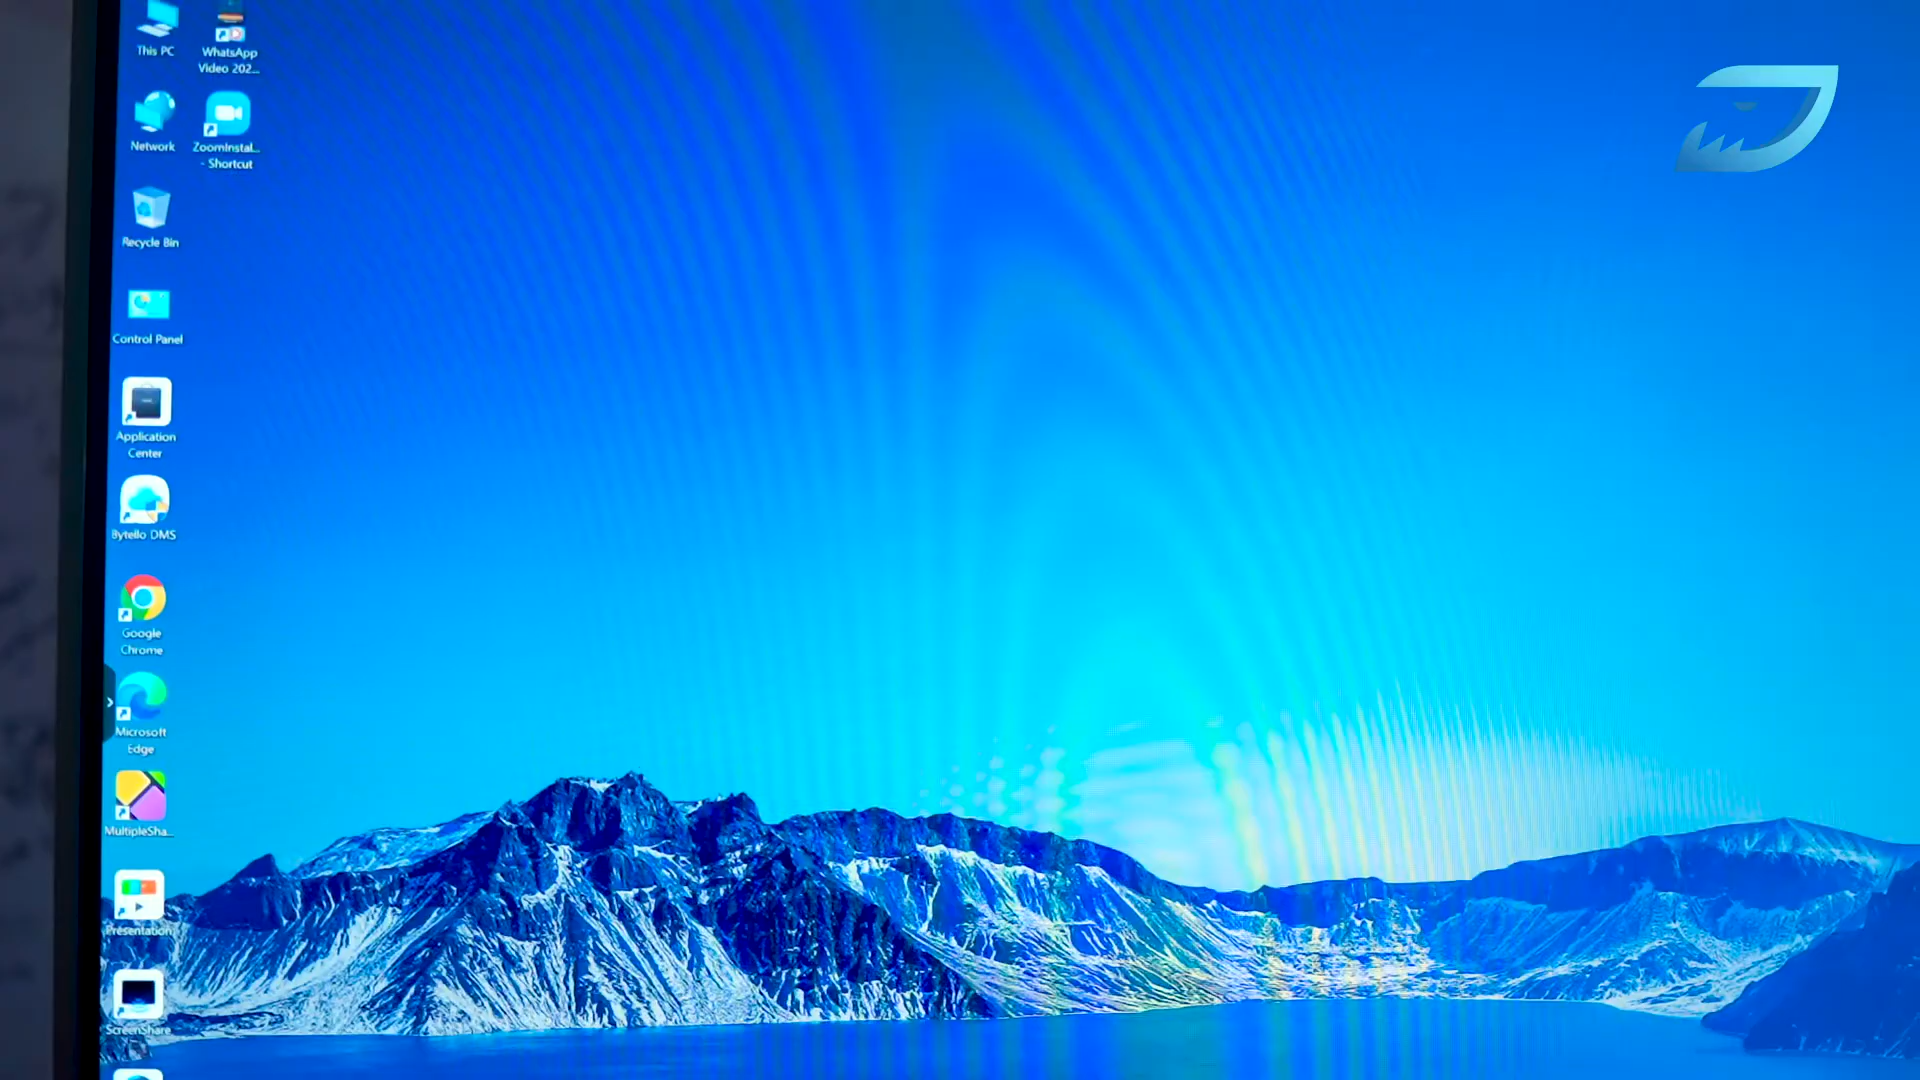 This PC
WhatsApp
Video 202...
Network
ZoomInstal...
- Shortcut
Recycle Bin
Control Panel
Application
Center
Bytello DMS
Google
Chrome
Microsoft
Edge
MultipleSha...
Presentation
ScreenShare